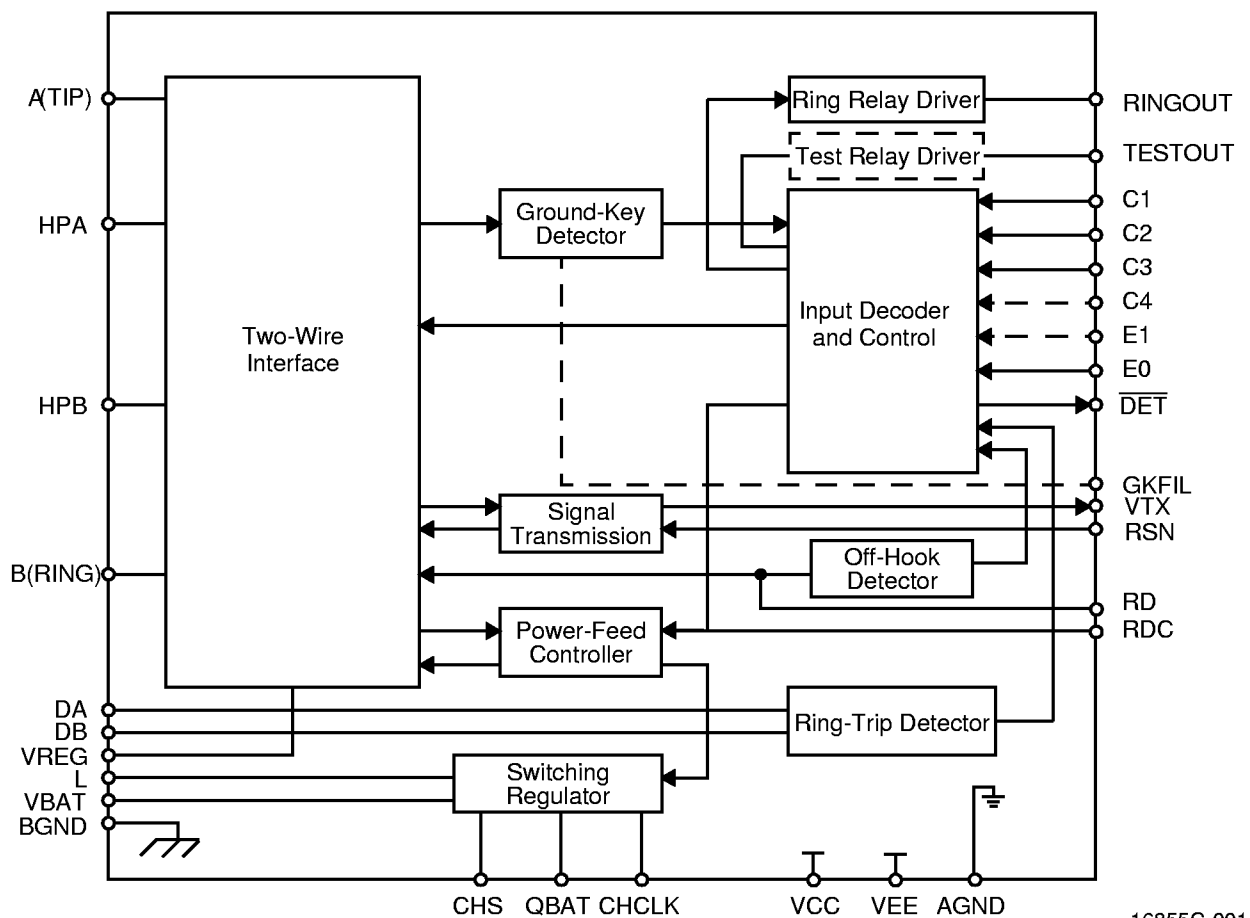 A(TIP)
HPA
HPB
B(RING)
DA
DB
VREG
L
VBAT
BGND
Two-Wire
Interface
Ground-Key
Detector
Signal
Transmission
Power-Feed
Controller
Switching
Regulator
Ring Relay Driver
Test Relay Driver
Input Decoder
and Control
Off-Hook
Detector
Ring-Trip Detector
RINGOUT
TESTOUT
C1
C2
C3
C4
E1
E0
DET
GKFIL
VTX
RSN
RD
RDC
CHS
QBAT
CHCLK
VCC
VEE
AGND